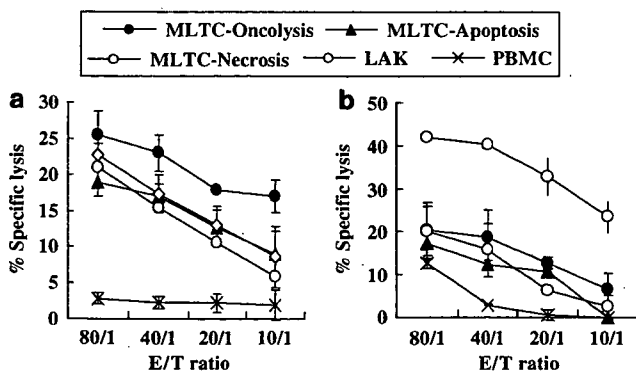 MLTC-Oncolysis MLTC-Apoptosis
MLTC-Necrosis LAK PBMC
a
% Specific lysis
30
25
20
15
10
5
0
80/1 40/1 20/1 10/1
E/T ratio
b
% Specific lysis
50
40
30
20
10
0
80/1 40/1 20/1 10/1
E/T ratio